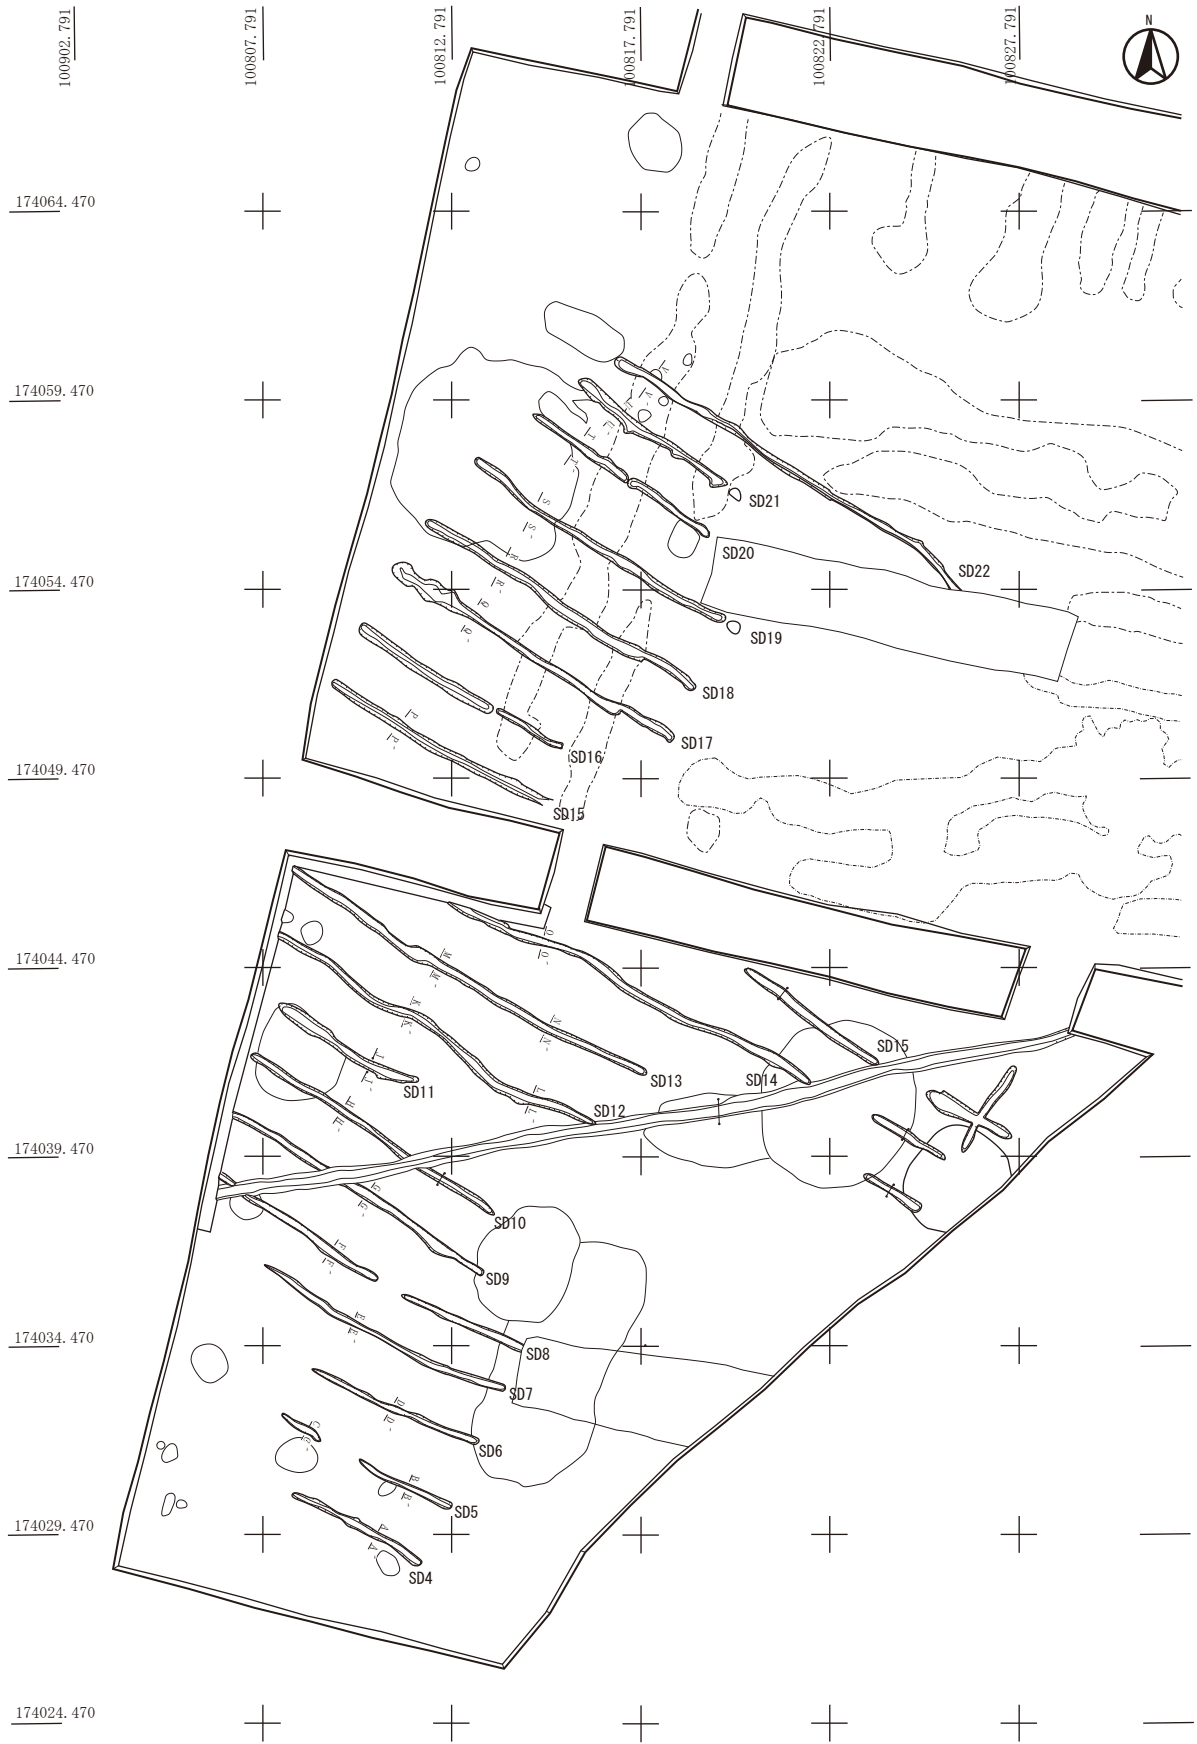 100902.791
100807.791
100812.791
100817.791
100822.791
100827.791
N
174064.470
174059.470
V
V'
U
U'
T
T'
SD21
S
S'
SD20
SD22
R
R'
174054.470
Q
Q'
SD19
SD18
P
P'
SD17
SD16
174049.470
SD15
O
O'
M
M'
174044.470
K
K'
N
N'
SD15
SD14
SD13
SD11
L
L'
I
I'
SD12
H
H'
174039.470
G
G'
SD10
F
F'
SD9
E
E'
174034.470
SD8
SD7
D
D'
C
C'
SD6
B
B'
SD5
174029.470
A
A'
SD4
174024.470